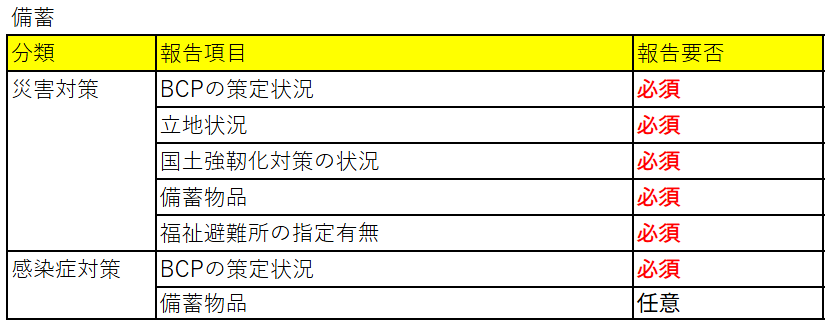 備蓄
分類 報告項目 報告要否
災害対策 BCPの策定状況 必須
立地状況 必須
国土強靭化対策の状況 必須
備蓄物品 必須
福祉避難所の指定有無 必須
感染症対策 BCPの策定状況 必須
備蓄物品 任意